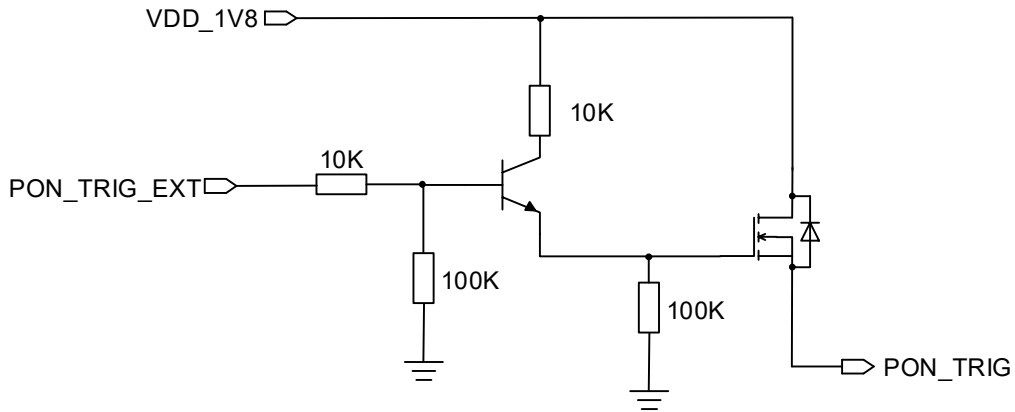 VDD_1V8
10K
10K
PON_TRIG_EXT
100K
100K
PON_TRIG